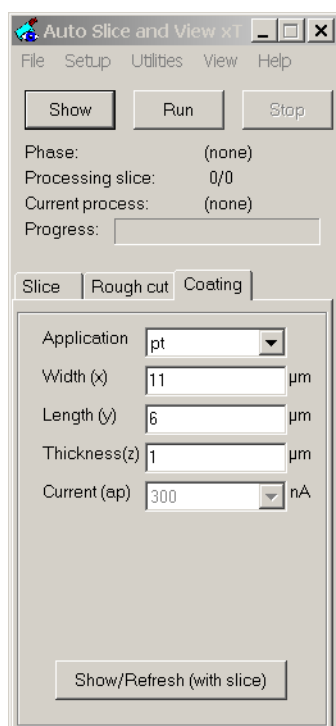 Auto Slice and View xT
File Setup Utilities View Help
Show Run Stop
Phase: (none)
Processing slice: 0/0
Current process: (none)
Progress:
Slice Rough cut Coating
Application pt
Width (x) 11 µm
Length (y) 6 µm
Thickness(z) 1 µm
Current (ap) 300 nA
Show/Refresh (with slice)